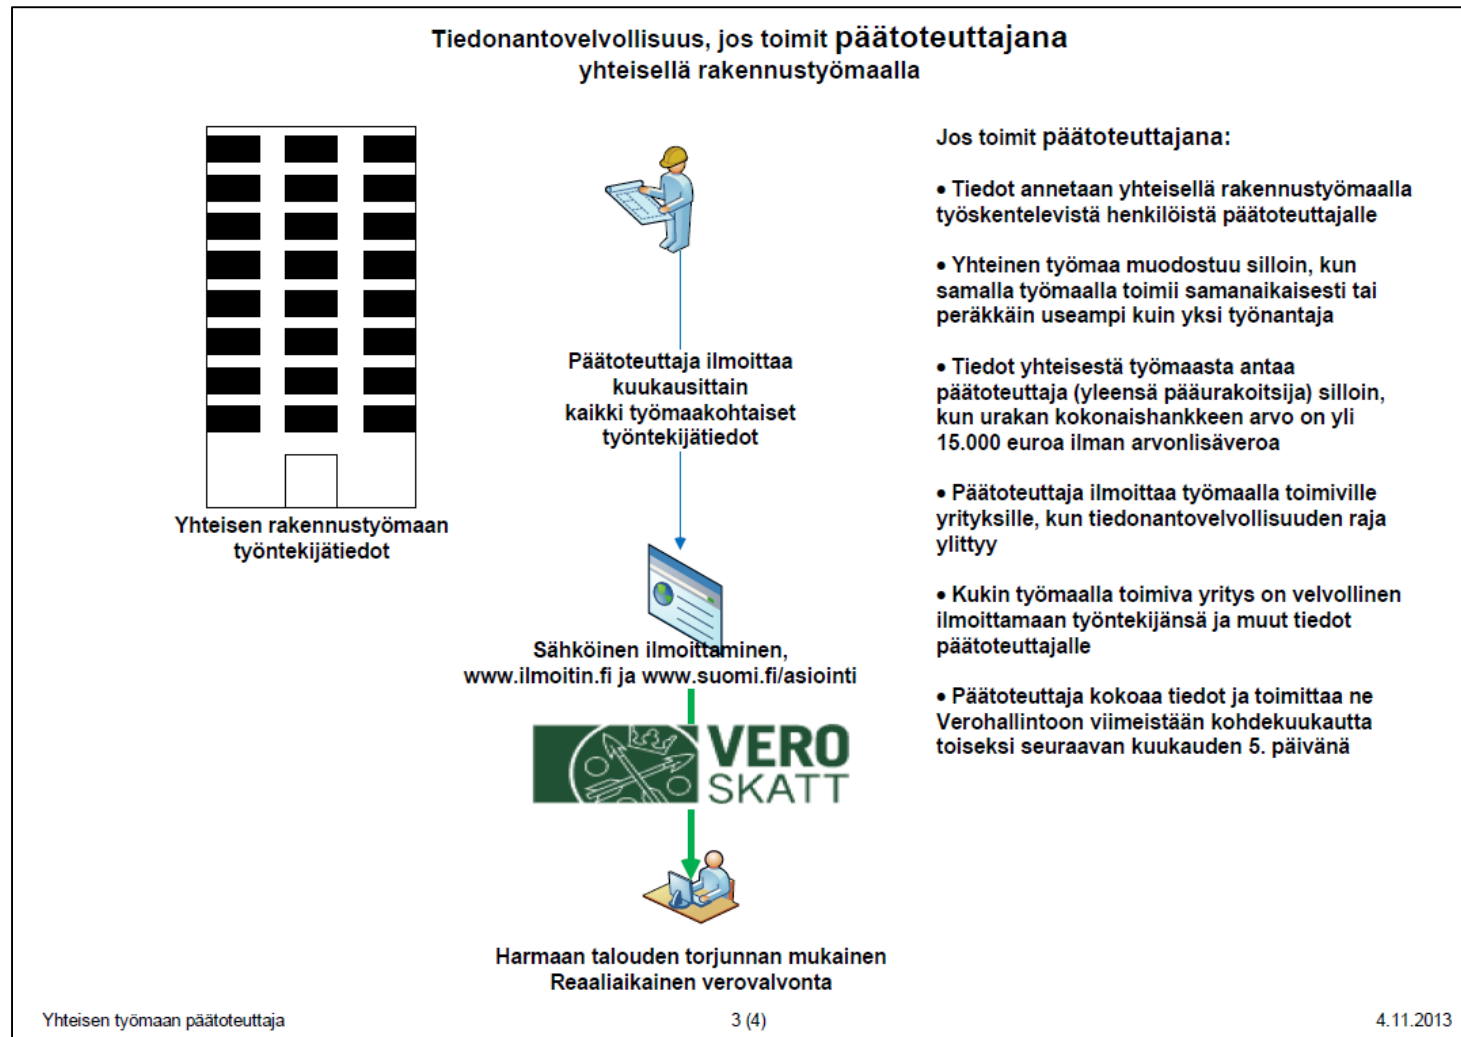 Tiedonantovelvollisuus, jos toimit päätoteuttajana
yhteisellä rakennustyömaalla
Yhteisen rakennustyömaan
työntekijätiedot
Päätoteuttaja ilmoittaa
kuukausittain
kaikki työmaakohtaiset
työntekijätiedot
Sähköinen ilmoittaminen,
www.ilmoitin.fi ja www.suomi.fi/asiointi
VERO
SKATT
Harmaan talouden torjunnan mukainen
Reaaliaikainen verovalvonta
Jos toimit päätoteuttajana:
• Tiedot annetaan yhteisellä rakennustyömaalla
työskentelevistä henkilöistä päätoteuttajalle
• Yhteinen työmaa muodostuu silloin, kun
samalla työmaalla toimii samanaikaisesti tai
peräkkäin useampi kuin yksi työnantaja
• Tiedot yhteisestä työmaasta antaa
päätoteuttaja (yleensä pääurakoitsija) silloin,
kun urakan kokonaishankkeen arvo on yli
15.000 euroa ilman arvonlisäveroa
• Päätoteuttaja ilmoittaa työmaalla toimiville
yrityksille, kun tiedonantovelvollisuuden raja
ylittyy
• Kukin työmaalla toimiva yritys on velvollinen
ilmoittamaan työntekijänsä ja muut tiedot
päätoteuttajalle
• Päätoteuttaja kokoaa tiedot ja toimittaa ne
Verohallintoon viimeistään kohdekuukautta
toiseksi seuraavan kuukauden 5. päivänä
Yhteisen työmaan päätoteuttaja
3 (4)
4.11.2013